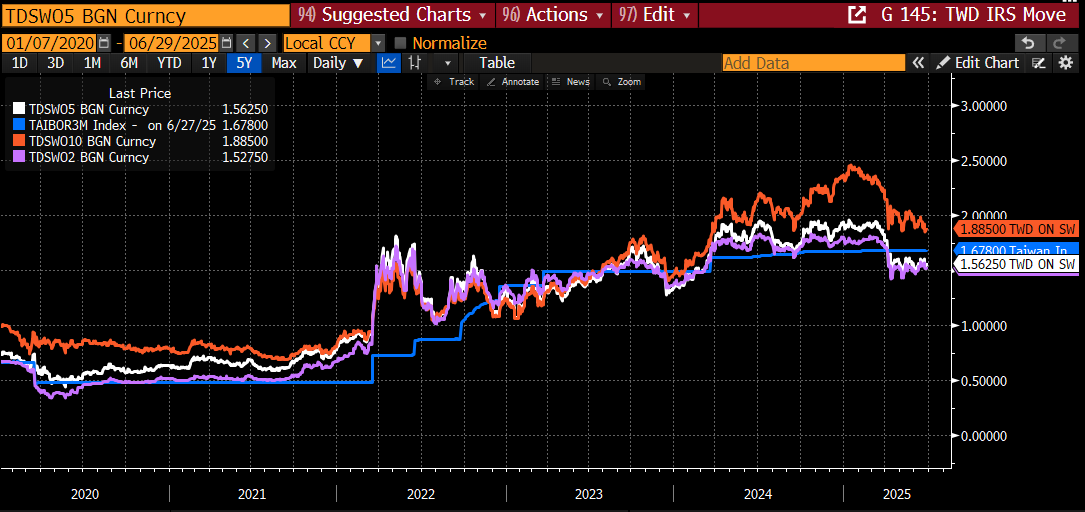 TDSWO5 BGN Curncy 94) Suggested Charts 96) Actions 97) Edit G 145: TWD IRS Move
01/07/2020 - 06/29/2025 Local CCY Normalize
1D 3D 1M 6M YTD 1Y 5Y Max Daily Table Add Data Edit Chart
Track Annotate News Zoom
Last Price
TDSWO5 BGN Curncy 1.56250
TAIBOR3M Index - on 6/27/25 1.67800
TDSWO10 BGN Curncy 1.88500
TDSWO2 BGN Curncy 1.52750
3.00000
2.50000
2.00000
1.88500 TWD ON SW
1.67800 Taiwan In
1.56250 TWD ON SW
1.00000
0.50000
0.00000
2020 2021 2022 2023 2024 2025